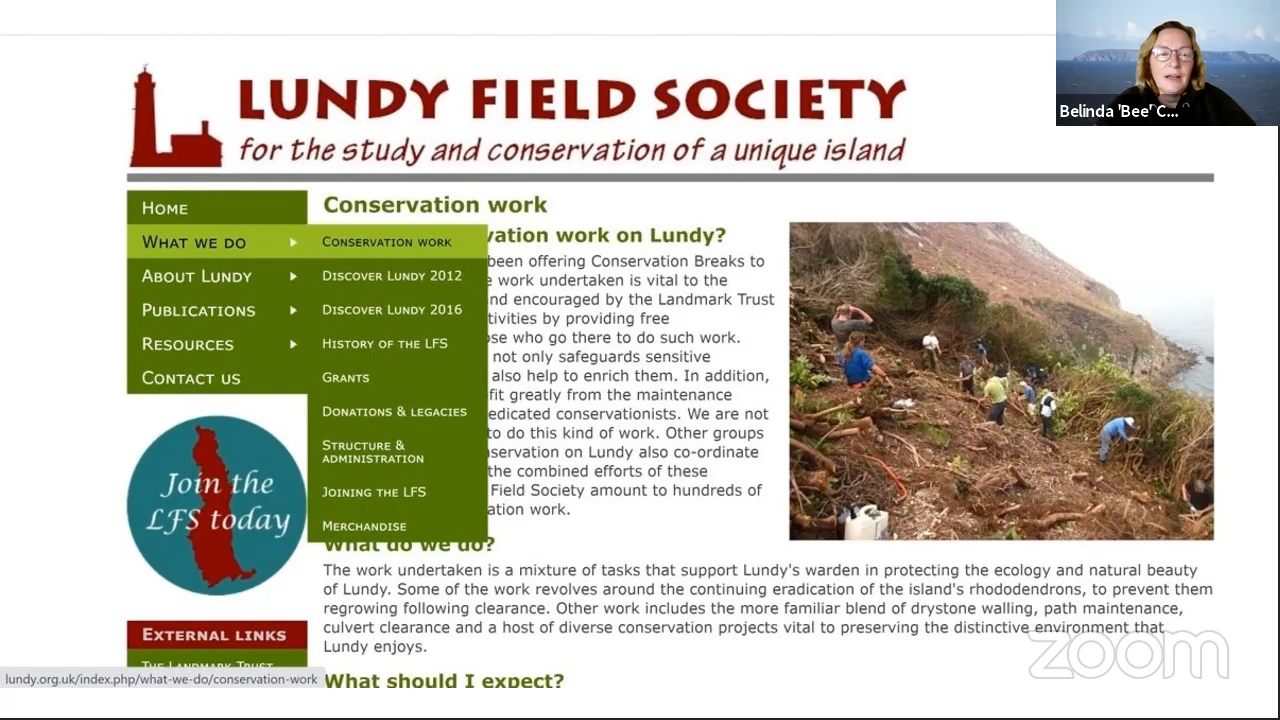 Belinda 'Bee' C...
LUNDY FIELD SOCIETY
for the study and conservation of a unique island
HOME
WHAT WE DO
ABOUT LUNDY
PUBLICATIONS
RESOURCES
CONTACT US
CONSERVATION WORK
DISCOVER LUNDY 2012
DISCOVER LUNDY 2016
HISTORY OF THE LFS
GRANTS
DONATIONS & LEGACIES
STRUCTURE &
ADMINISTRATION
JOINING THE LFS
MERCHANDISE
Join the
LFS today
EXTERNAL LINKS
THE LANDMARK TRUST
lundy.org.uk/index.php/what-we-do/conservation-work
Conservation work
vation work on Lundy?
been offering Conservation Breaks to
e work undertaken is vital to the
nd encouraged by the Landmark Trust
tivities by providing free
ose who go there to do such work.
not only safeguards sensitive
also help to enrich them. In addition,
fit greatly from the maintenance
edicated conservationists. We are not
to do this kind of work. Other groups
servation on Lundy also co-ordinate
the combined efforts of these
Field Society amount to hundreds of
ation work.
What do we do?
The work undertaken is a mixture of tasks that support Lundy's warden in protecting the ecology and natural beauty
of Lundy. Some of the work revolves around the continuing eradication of the island's rhododendrons, to prevent them
regrowing following clearance. Other work includes the more familiar blend of drystone walling, path maintenance,
culvert clearance and a host of diverse conservation projects vital to preserving the distinctive environment that
Lundy enjoys.
What should I expect?
zoom